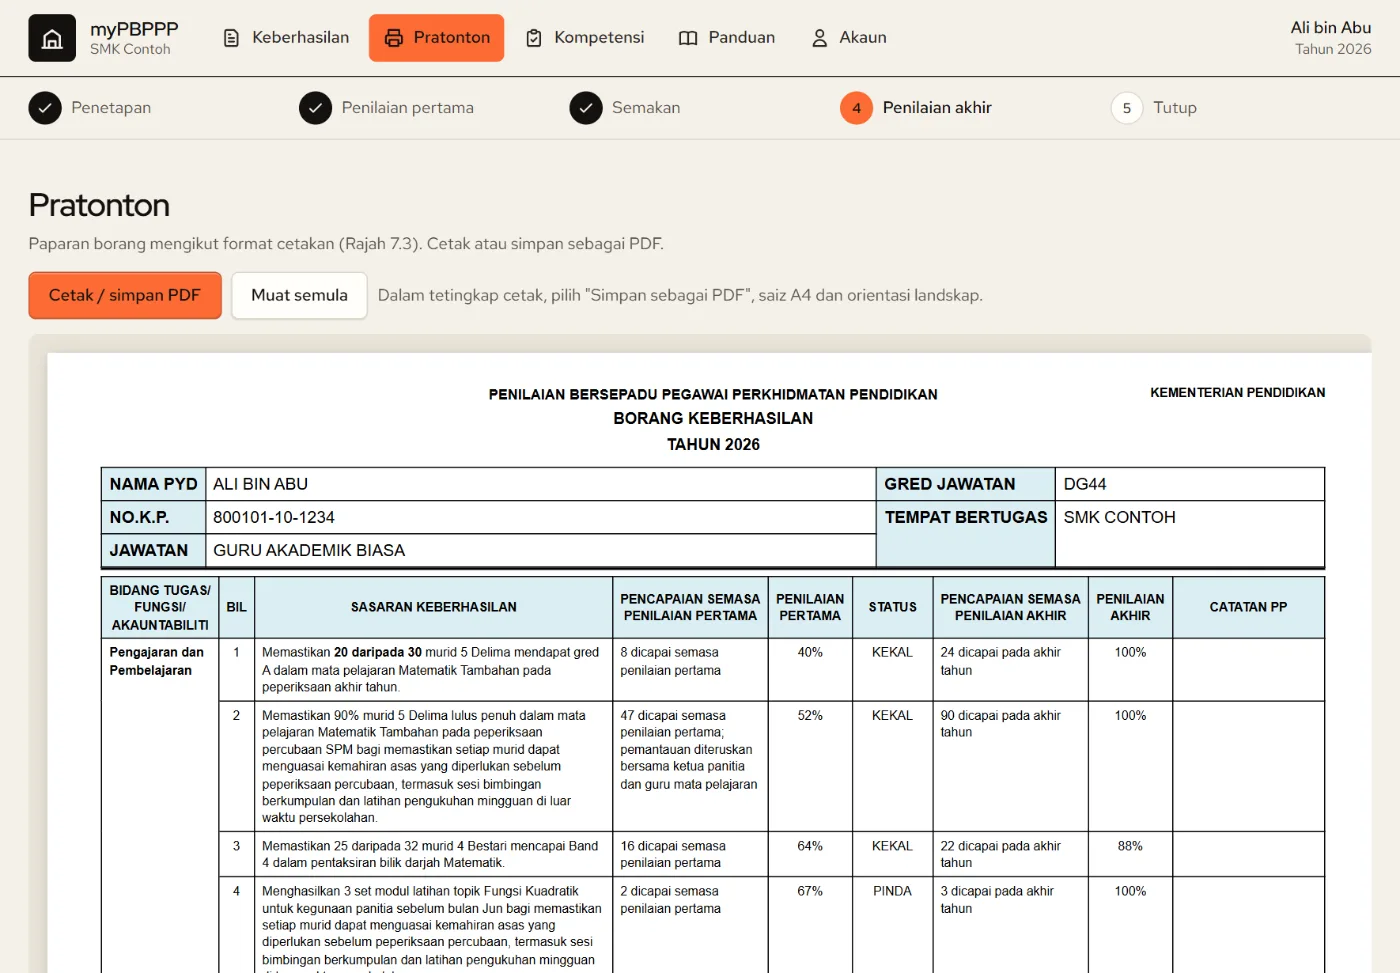 myPBPPP
SMK Contoh
Keberhasilan
Pratonton
Kompetensi
Panduan
Akaun
Ali bin Abu
Tahun 2026
Penetapan
Penilaian pertama
Semakan
4 Penilaian akhir
5 Tutup
Pratonton
Paparan borang mengikut format cetakan (Rajah 7.3). Cetak atau simpan sebagai PDF.
Cetak / simpan PDF
Muat semula
Dalam tetingkap cetak, pilih "Simpan sebagai PDF", saiz A4 dan orientasi landskap.
PENILAIAN BERSEPADU PEGAWAI PERKHIDMATAN PENDIDIKAN
KEMENTERIAN PENDIDIKAN
BORANG KEBERHASILAN
TAHUN 2026
NAMA PYD ALI BIN ABU GRED JAWATAN DG44
NO.K.P. 800101-10-1234 TEMPAT BERTUGAS SMK CONTOH
JAWATAN GURU AKADEMIK BIASA
BIDANG TUGAS/
FUNGSI/
AKAUNTABILITI
BIL
SASARAN KEBERHASILAN
PENCAPAIAN SEMASA
PENILAIAN PERTAMA
PENILAIAN
PERTAMA
STATUS
PENCAPAIAN SEMASA
PENILAIAN AKHIR
PENILAIAN
AKHIR
CATATAN PP
Pengajaran dan
Pembelajaran
1
Memastikan 20 daripada 30 murid 5 Delima mendapat gred
A dalam mata pelajaran Matematik Tambahan pada
peperiksaan akhir tahun.
8 dicapai semasa
penilaian pertama
40%
KEKAL
24 dicapai pada akhir
tahun
100%
2
Memastikan 90% murid 5 Delima lulus penuh dalam mata
pelajaran Matematik Tambahan pada peperiksaan
percubaan SPM bagi memastikan setiap murid dapat
menguasai kemahiran asas yang diperlukan sebelum
peperiksaan percubaan, termasuk sesi bimbingan
berkumpulan dan latihan pengukuhan mingguan di luar
waktu persekolahan.
47 dicapai semasa
penilaian pertama;
pemantauan diteruskan
bersama ketua panitia
dan guru mata pelajaran
52%
KEKAL
90 dicapai pada akhir
tahun
100%
3
Memastikan 25 daripada 32 murid 4 Bestari mencapai Band
4 dalam pentaksiran bilik darjah Matematik.
16 dicapai semasa
penilaian pertama
64%
KEKAL
22 dicapai pada akhir
tahun
88%
4
Menghasilkan 3 set modul latihan topik Fungsi Kuadratik
untuk kegunaan panitia sebelum bulan Jun bagi memastikan
setiap murid dapat menguasai kemahiran asas yang
diperlukan sebelum peperiksaan percubaan, termasuk sesi
bimbingan berkumpulan dan latihan pengukuhan mingguan
2 dicapai semasa
penilaian pertama
67%
PINDA
3 dicapai pada akhir
tahun
100%